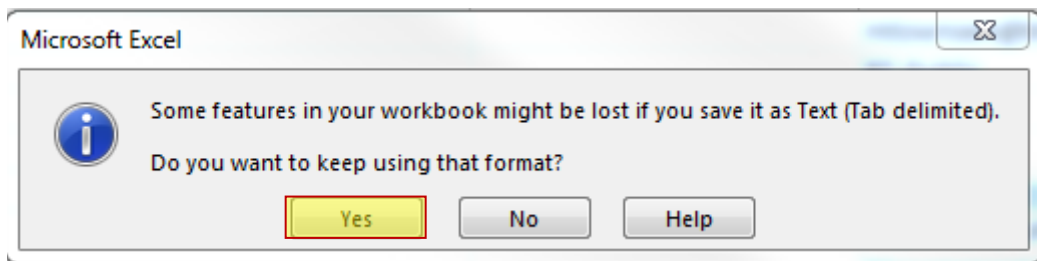 Microsoft Excel
Some features in your workbook might be lost if you save it as Text (Tab delimited).
Do you want to keep using that format?
Yes No Help